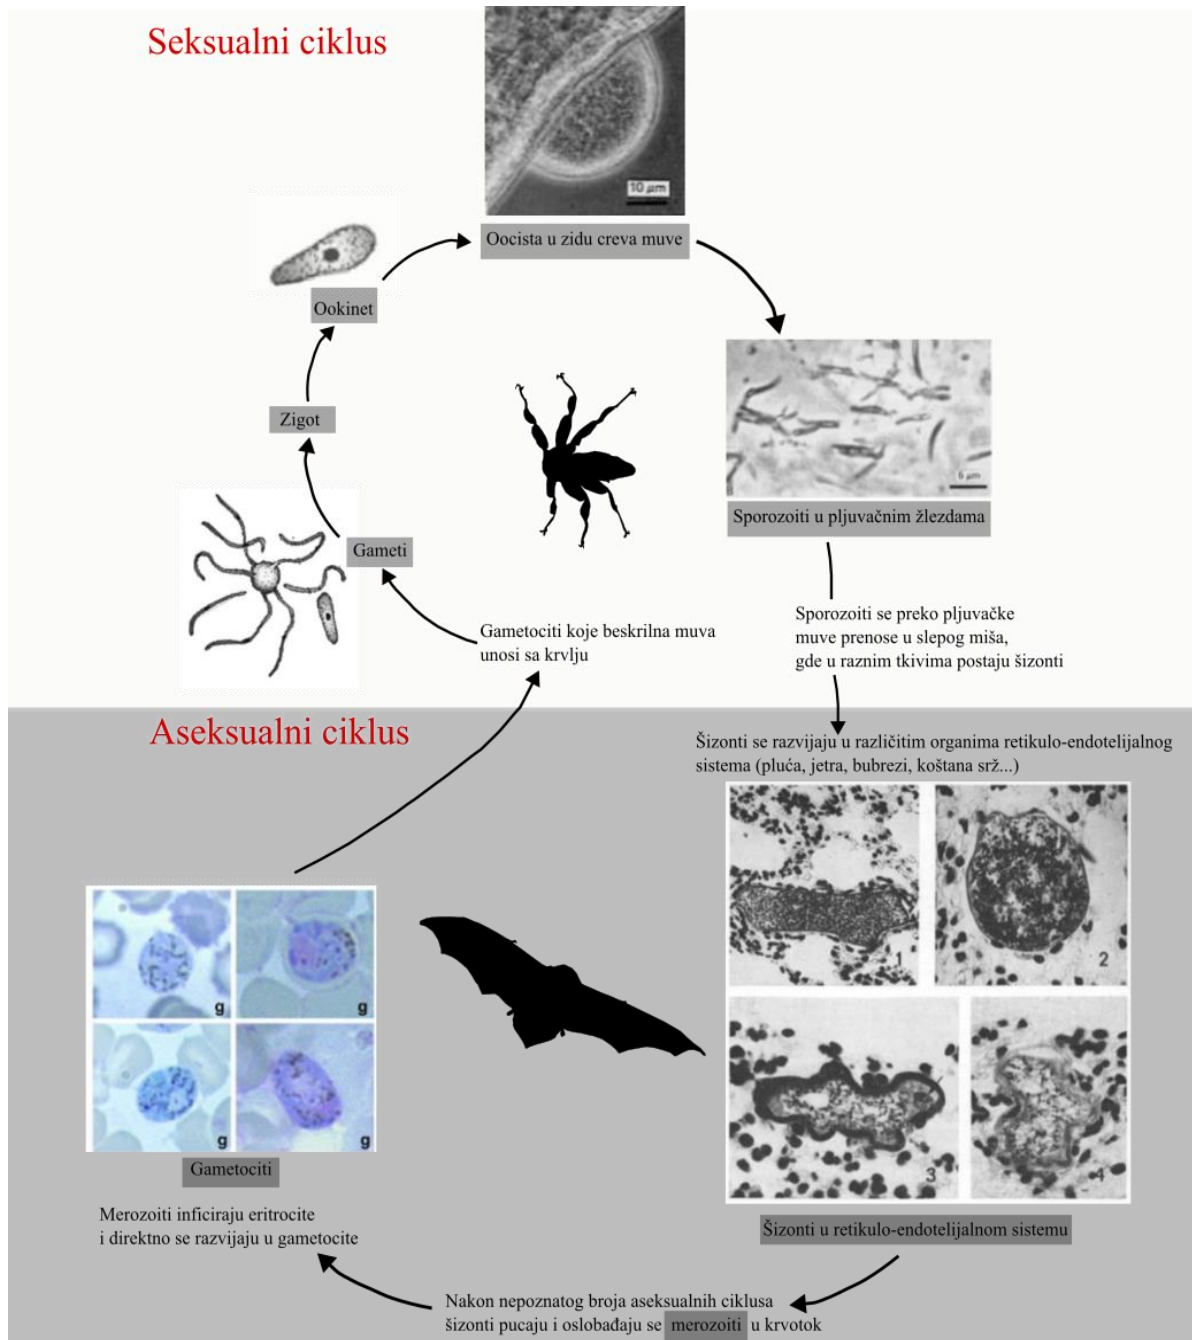 Seksualni ciklus
10 µm
Oocista u zidu creva muve
Ookinet
Zigot
Gameti
5 µm
Sporozoiti u pljuvačnim žlezdama
Sporozoiti se preko pljuvačke
muve prenose u slepog miša,
gde u raznim tkivima postaju šizonti
Gametociti koje beskrilna muva
unosi sa krvlju
Aseksualni ciklus
Šizonti se razvijaju u različitim organima retikulo-endotelijalnog
sistema (pluća, jetra, bubrezi, koštana srž...)
1
2
3
4
g
g
g
g
Gametociti
Šizonti u retikulo-endotelijalnom sistemu
Merozoiti inficiraju eritrocite
i direktno se razvijaju u gametocite
Nakon nepoznatog broja aseksualnih ciklusa
šizonti pucaju i oslobađaju se merozoiti u krvotok